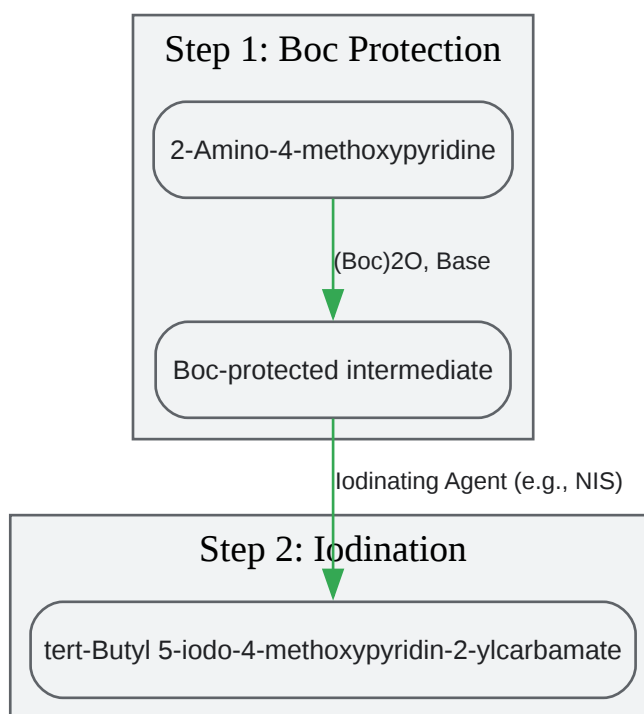 Step 1: Boc Protection
2-Amino-4-methoxypyridine
(Boc)2O, Base
Boc-protected intermediate
Iodinating Agent (e.g., NIS)
Step 2: Iodination
tert-Butyl 5-iodo-4-methoxypyridin-2-ylcarbamate